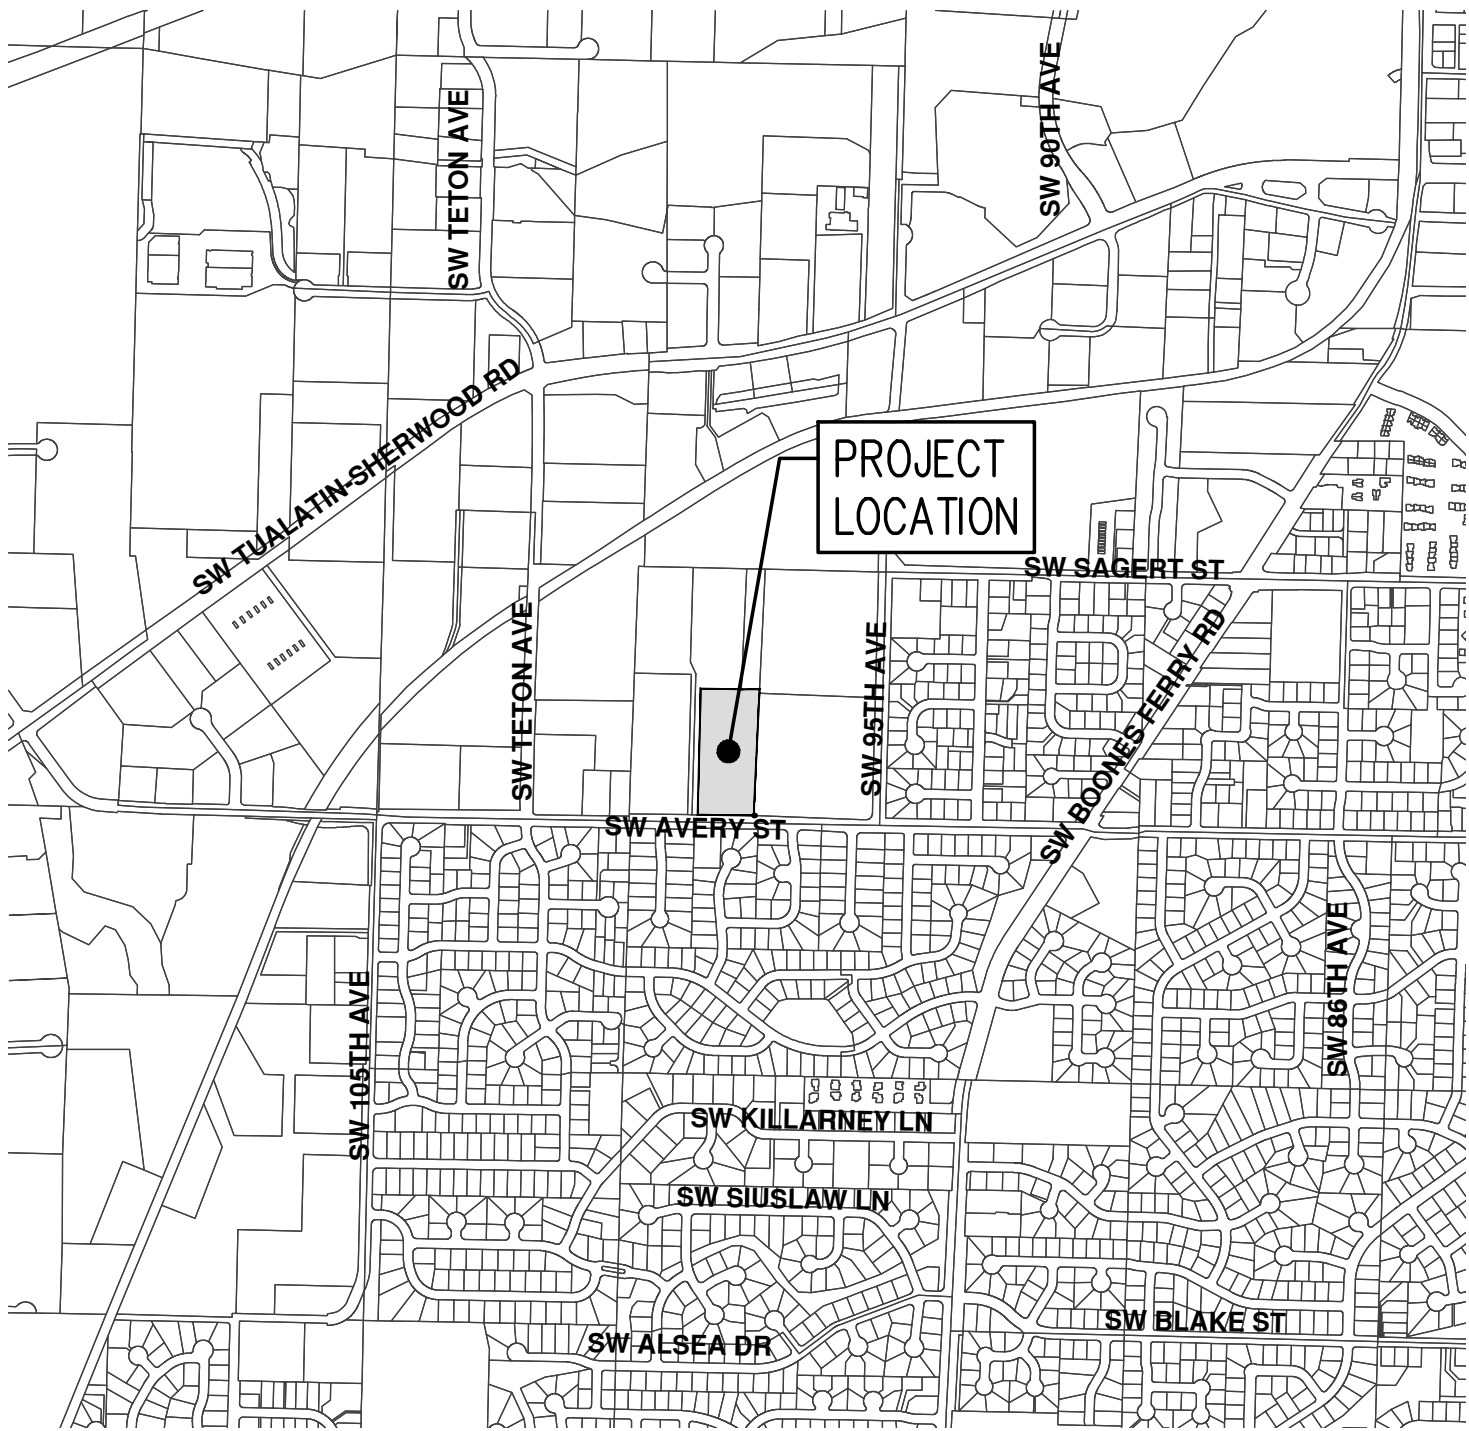 SW 90TH AVE
SW TETON AVE
SW TUALATIN-SHERWOOD RD
PROJECT
LOCATION
SW SAGERT ST
SW TETON AVE
SW 95TH AVE
SW BOONES FERRY RD
SW AVERY ST
SW 86TH AVE
SW 105TH AVE
SW KILLARNEY LN
SW SIUSLAW LN
SW BLAKE ST
SW ALSEA DR